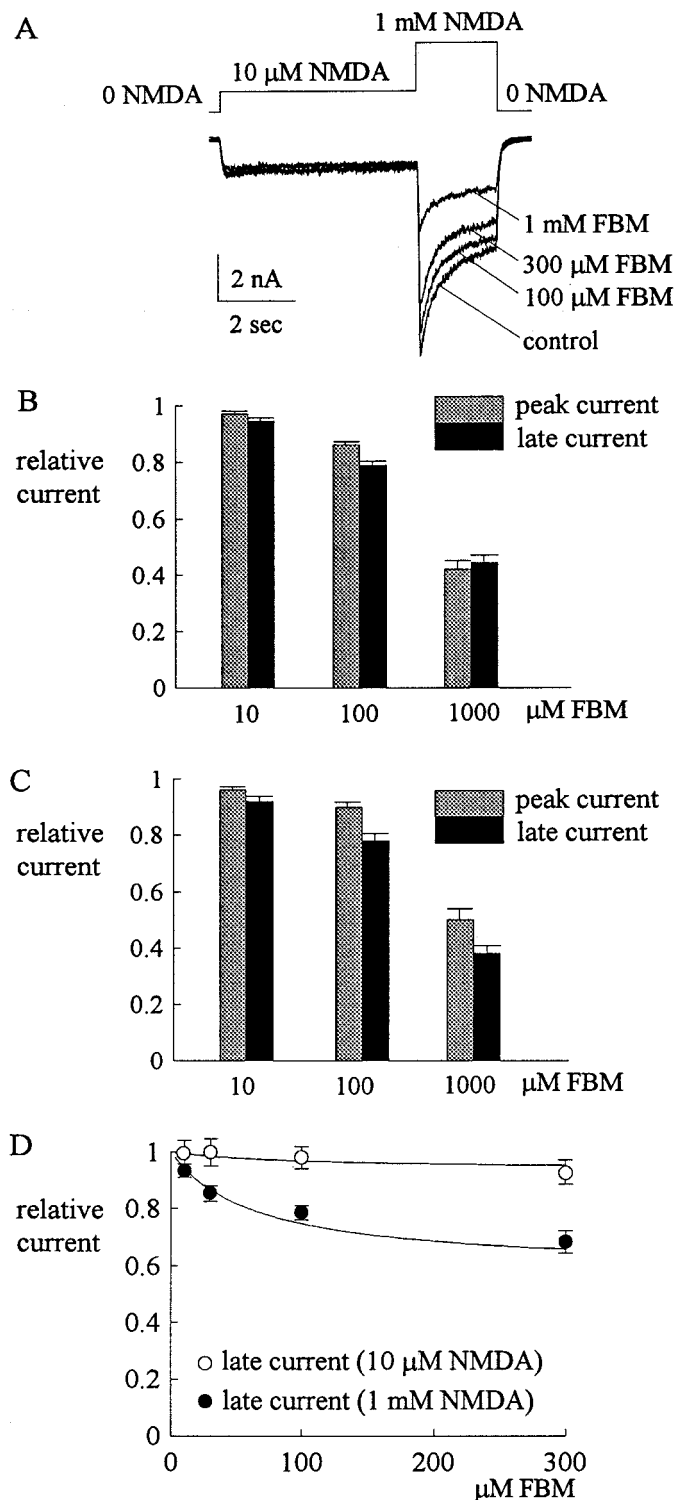 A
1 mM NMDA
10 µM NMDA
0 NMDA
0 NMDA
1 mM FBM
300 µM FBM
100 µM FBM
control
2 nA
2 sec
B
relative
current
1
0.8
0.6
0.4
0.2
0
peak current
late current
10
100
1000
µM FBM
C
relative
current
1
0.8
0.6
0.4
0.2
0
peak current
late current
10
100
1000
µM FBM
D
relative
current
1
0.8
0.6
0.4
0.2
0
late current (10 µM NMDA)
late current (1 mM NMDA)
0
100
200
300
µM FBM